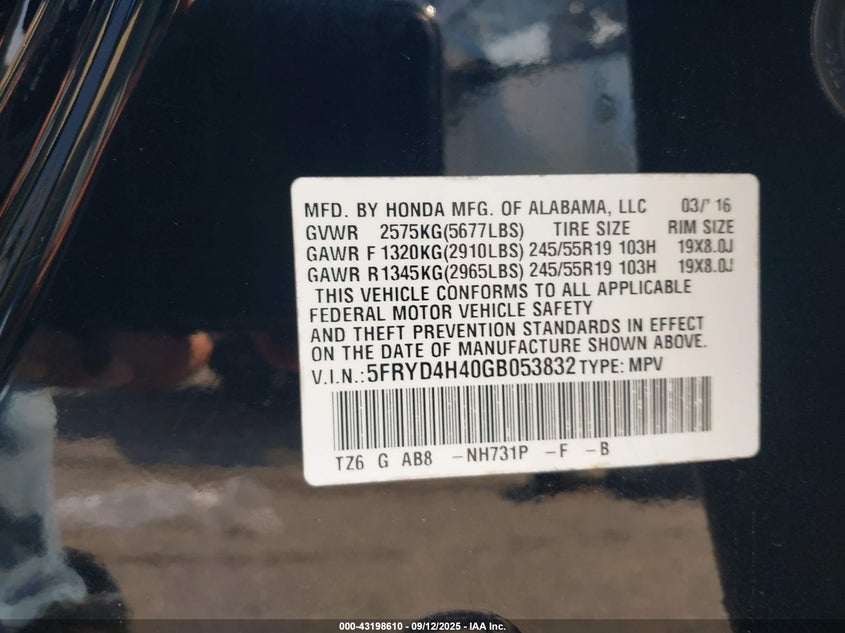 MFD. BY HONDA MFG. OF ALABAMA, LLC 03/'16
GVWR 2575KG(5677LBS) TIRE SIZE RIM SIZE
GAWR F 1320KG(2910LBS) 245/55R19 103H 19X8.0J
GAWR R 1345KG(2965LBS) 245/55R19 103H 19X8.0J
THIS VEHICLE CONFORMS TO ALL APPLICABLE
FEDERAL MOTOR VEHICLE SAFETY
AND THEFT PREVENTION STANDARDS IN EFFECT
ON THE DATE OF MANUFACTURE SHOWN ABOVE.
V.I.N.: 5FRYD4H40GB053832 TYPE: MPV
TZ6 G AB8 -NH731P -F -B
000-43198610 - 09/12/2025 - IAA Inc.